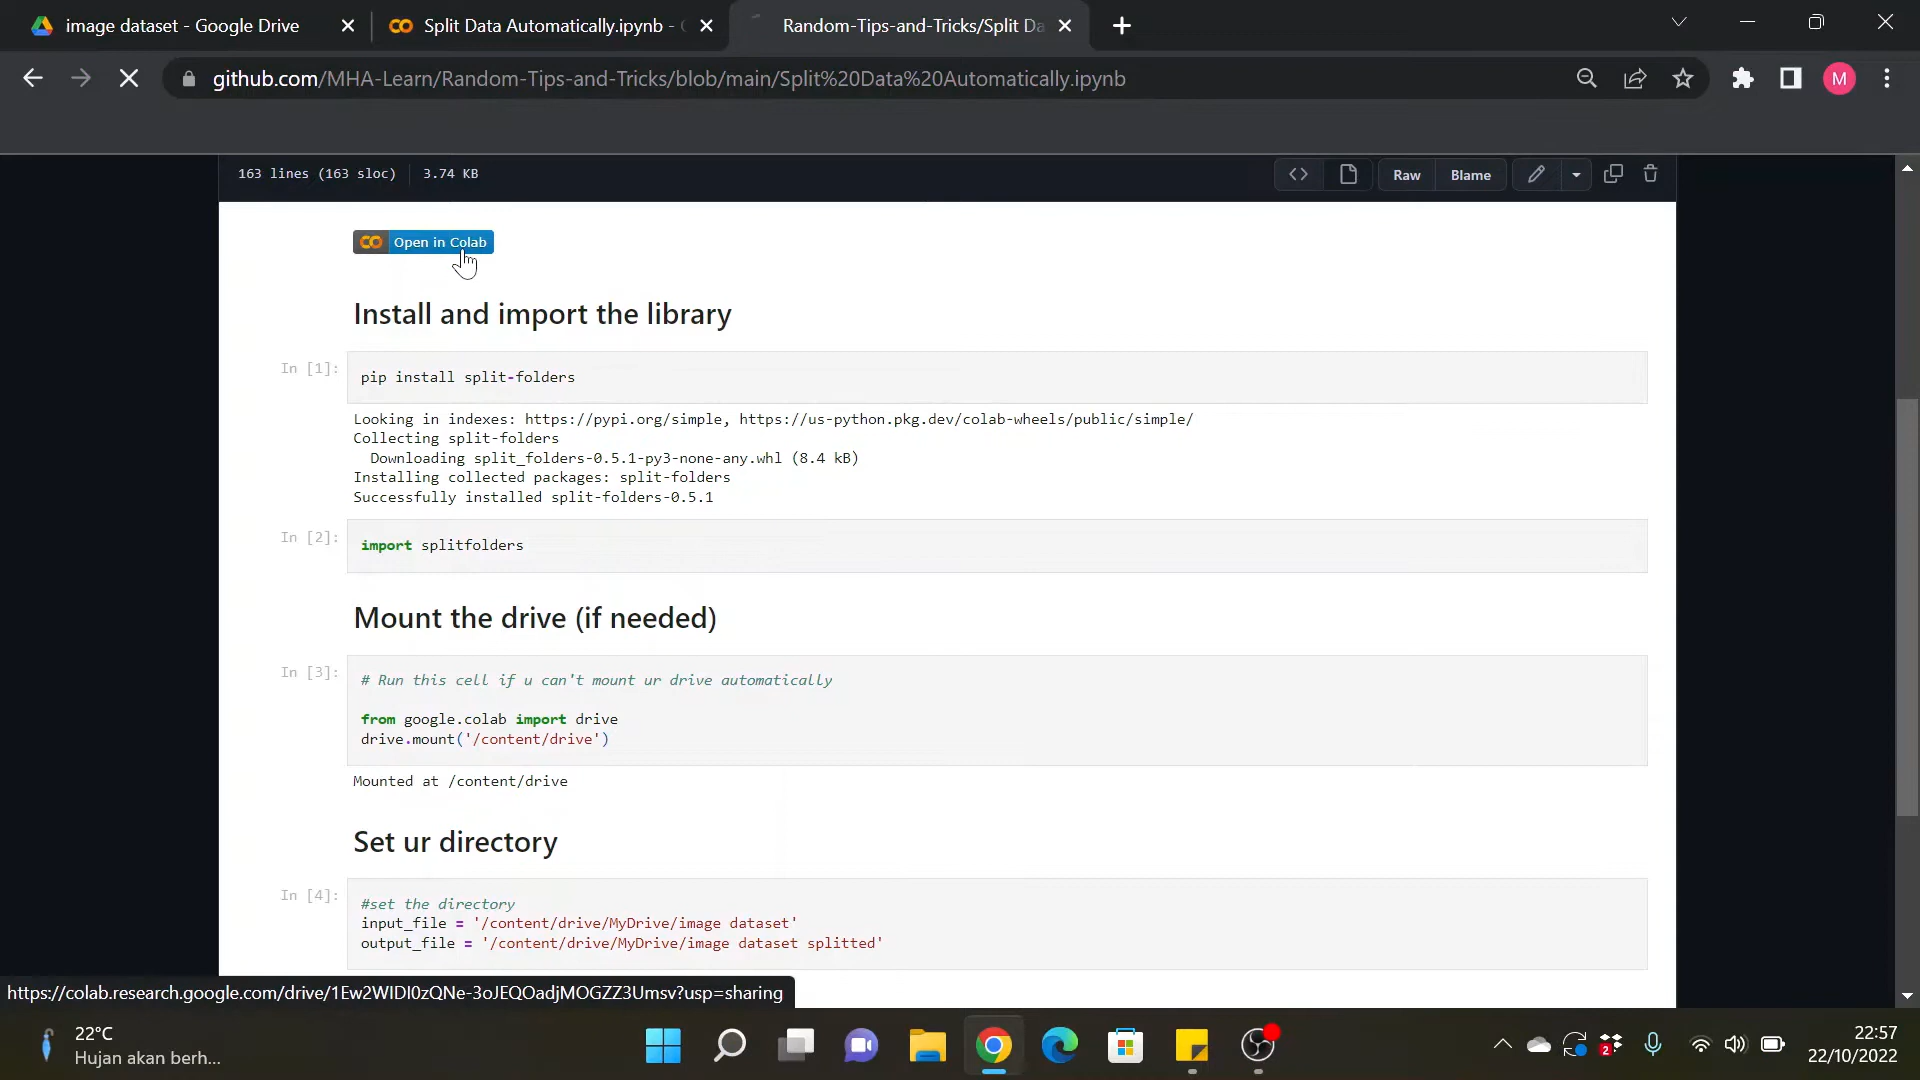 image dataset - Google Drive
Split Data Automatically.ipynb -
Random-Tips-and-Tricks/Split Da
github.com/MHA-Learn/Random-Tips-and-Tricks/blob/main/Split%20Data%20Automatically.ipynb
M
163 lines (163 sloc)
3.74 KB
Raw
Blame
Open in Colab
Install and import the library
In [1]:
pip install split-folders
Looking in indexes: https://pypi.org/simple, https://us-python.pkg.dev/colab-wheels/public/simple/
Collecting split-folders
Downloading split_folders-0.5.1-py3-none-any.whl (8.4 kB)
Installing collected packages: split-folders
Successfully installed split-folders-0.5.1
In [2]:
import splitfolders
Mount the drive (if needed)
In [3]:
# Run this cell if u can't mount ur drive automatically
from google.colab import drive
drive.mount('/content/drive')
Mounted at /content/drive
Set ur directory
In [4]:
#set the directory
input_file = '/content/drive/MyDrive/image dataset'
output_file = '/content/drive/MyDrive/image dataset splitted'
https://colab.research.google.com/drive/1Ew2WIDI0zQNe-3oJEQOadjMOGZZ3Umsv?usp=sharing
22°C
Hujan akan berh...
2
22:57
22/10/2022